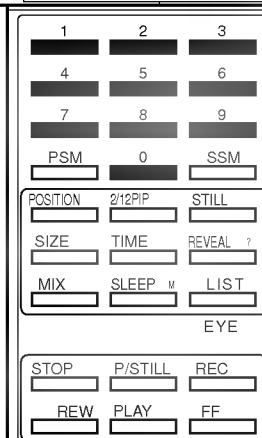 1 2 3
4 5 6
7 8 9
PSM 0 SSM
POSITION 2/12PIP STILL
SIZE TIME REVEAL ?
MIX SLEEP M LIST
EYE
STOP P/STILL REC
REW PLAY FF